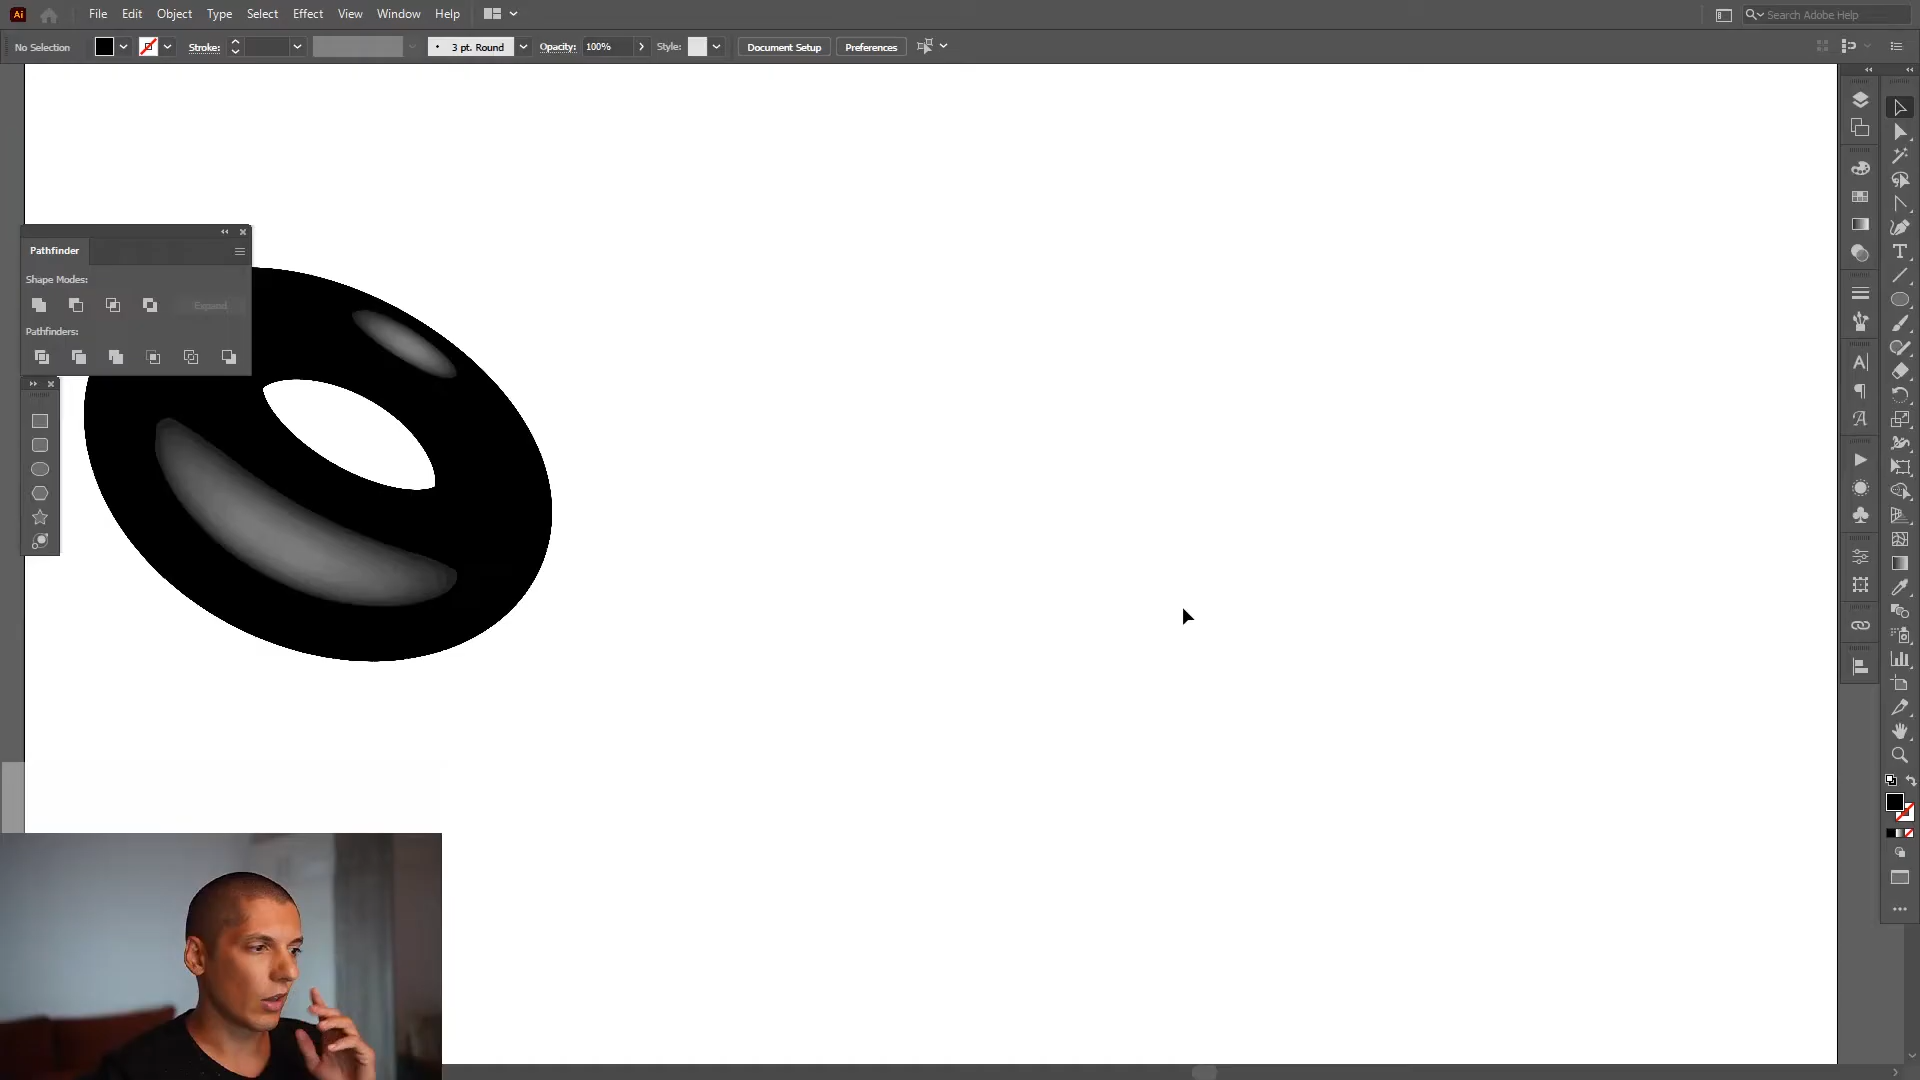 Ai File Edit Object Type Select Effect View Window Help Search Adobe Help
No Selection Stroke: 3 pt. Round Opacity: 100% Style: Document Setup Preferences
Pathfinder
Shape Modes:
Expand
Pathfinders: